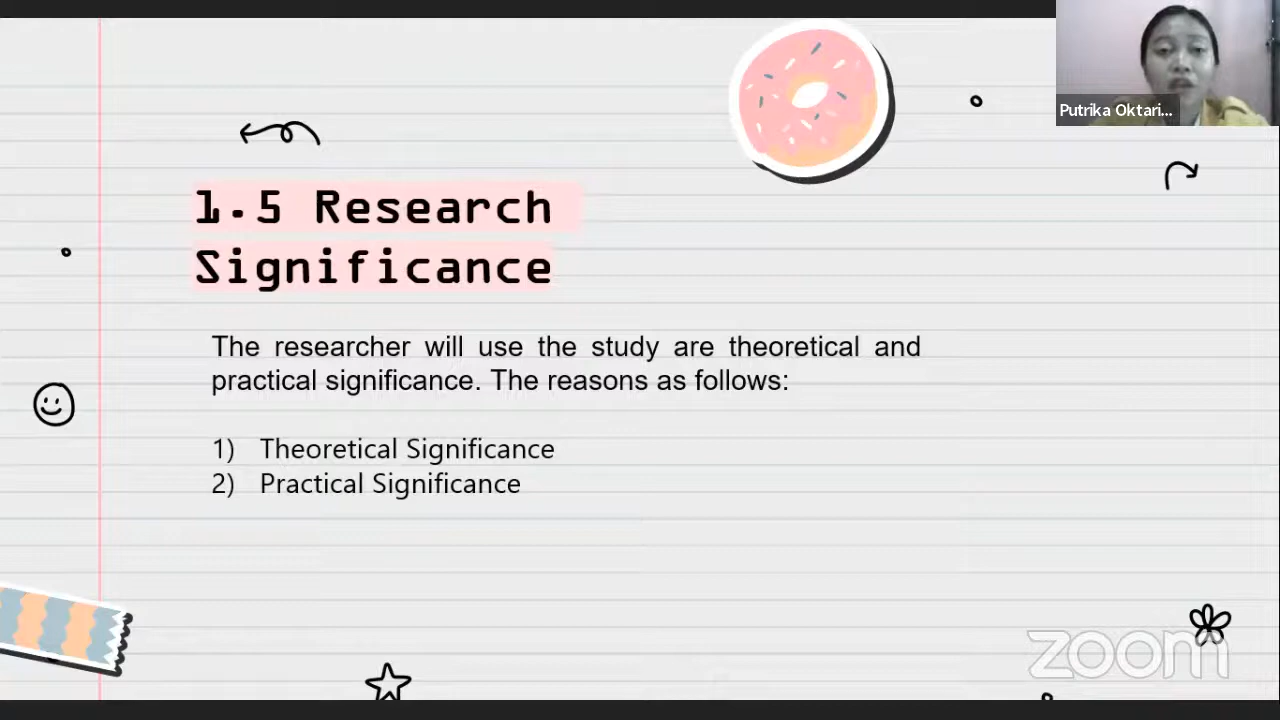 Putrika Oktari...
1.5 Research
Significance
The researcher will use the study are theoretical and
practical significance. The reasons as follows:
1) Theoretical Significance
2) Practical Significance
zoom